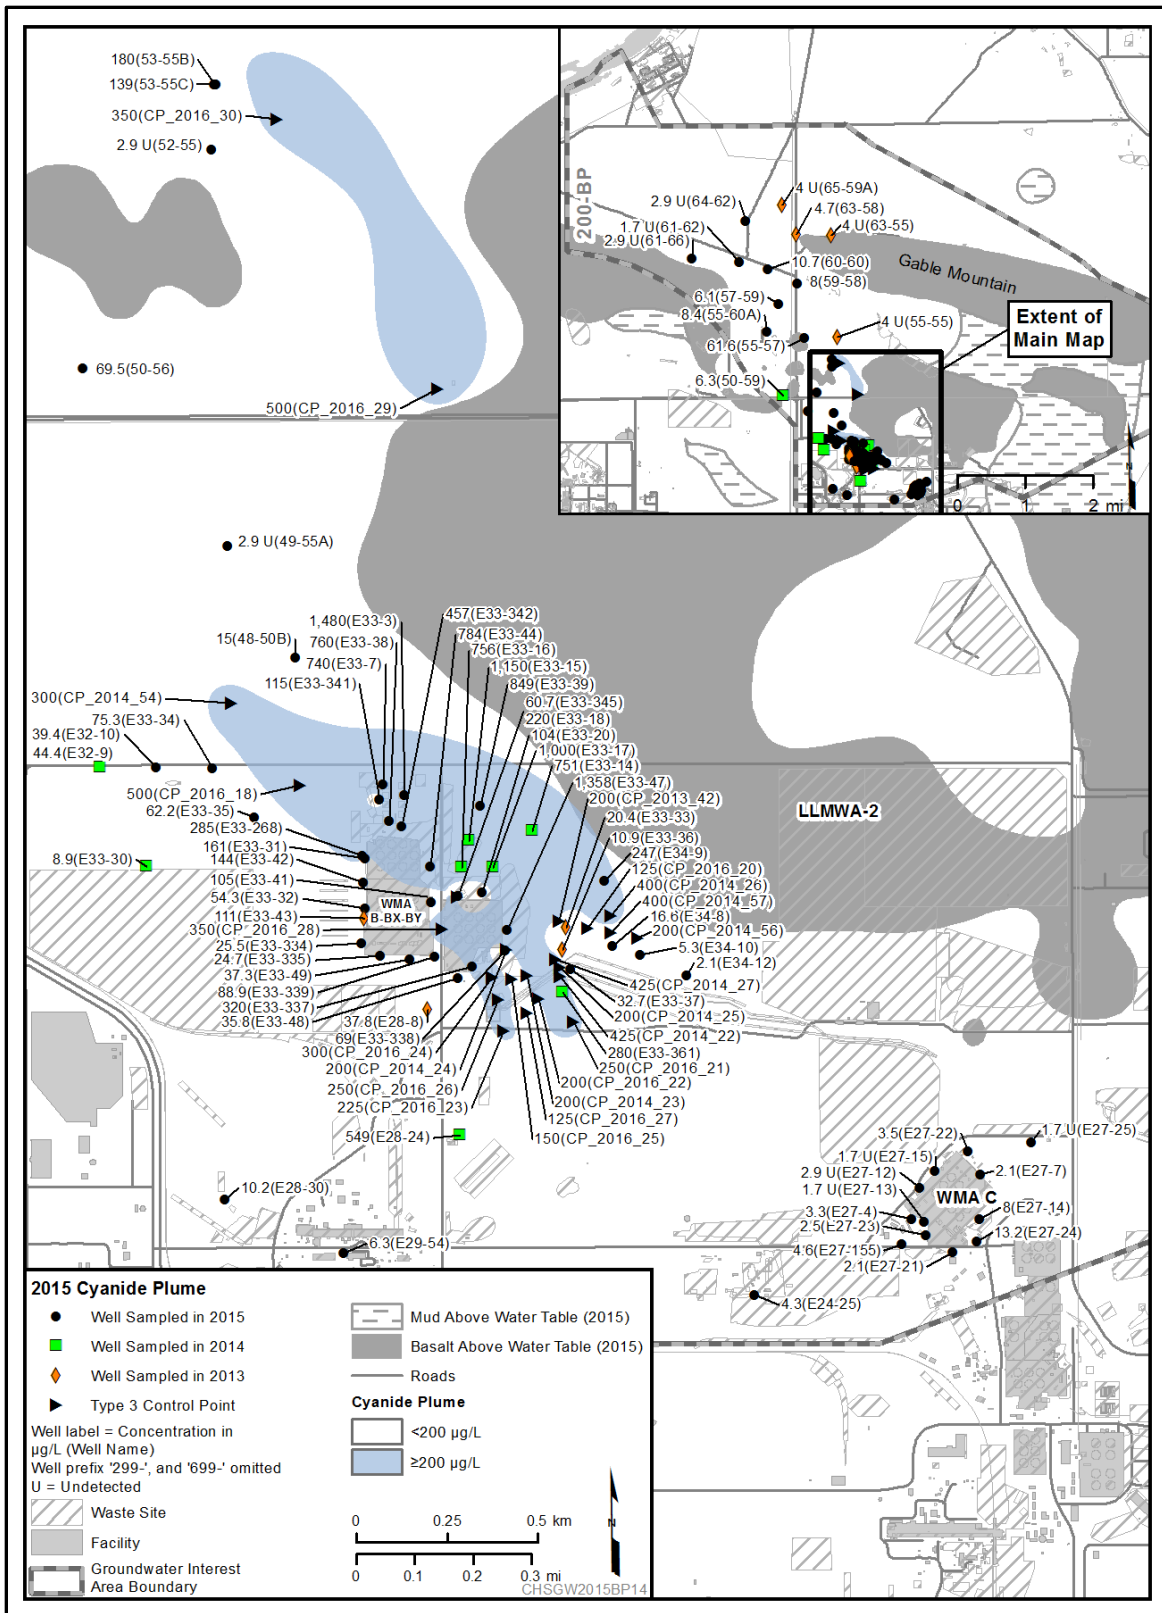 180(53-55B)
139(53-55C)
350(CP_2016_30)
2.9 U(52-55)
69.5(50-56)
500(CP_2016_29)
200-BP
4 U(65-59A)
2.9 U(64-62)
4.7(63-58)
1.7 U(61-62)
4 U(63-55)
2.9 U(61-66)
10.7(60-60)
Gable Mountain
8(59-58)
6.1(57-59)
8.4(55-60A)
4 U(55-55)
61.6(55-57)
Extent of
Main Map
6.3(50-59)
N
0 1 2 mi
2.9 U(49-55A)
457(E33-342)
1,480(E33-3)
784(E33-44)
15(48-50B)
760(E33-38)
756(E33-16)
740(E33-7)
1,150(E33-15)
115(E33-341)
849(E33-39)
300(CP_2014_54)
60.7(E33-345)
75.3(E33-34)
220(E33-18)
39.4(E32-10)
104(E33-20)
44.4(E32-9)
1,000(E33-17)
751(E33-14)
1,358(E33-47)
500(CP_2016_18)
200(CP_2013_42)
62.2(E33-35)
20.4(E33-33)
LLMWA-2
285(E33-268)
10.9(E33-36)
161(E33-31)
247(E34-9)
8.9(E33-30)
144(E33-42)
125(CP_2016_20)
105(E33-41)
400(CP_2014_26)
54.3(E33-32)
WMA
B-BX-BY
400(CP_2014_57)
111(E33-43)
16.6(E34-8)
350(CP_2016_28)
200(CP_2014_56)
25.5(E33-334)
5.3(E34-10)
24.7(E33-335)
2.1(E34-12)
37.3(E33-49)
425(CP_2014_27)
88.9(E33-339)
32.7(E33-37)
320(E33-337)
200(CP_2014_25)
35.8(E33-48)
37.8(E28-8)
425(CP_2014_22)
69(E33-338)
280(E33-361)
300(CP_2016_24)
250(CP_2016_21)
200(CP_2014_24)
200(CP_2016_22)
250(CP_2016_26)
200(CP_2014_23)
225(CP_2016_23)
125(CP_2016_27)
549(E28-24)
150(CP_2016_25)
3.5(E27-22)
1.7 U(E27-25)
1.7 U(E27-15)
2.9 U(E27-12)
2.1(E27-7)
1.7 U(E27-13)
WMA C
10.2(E28-30)
3.3(E27-4)
8(E27-14)
2.5(E27-23)
13.2(E27-24)
6.3(E29-54)
4.6(E27-155)
2.1(E27-21)
4.3(E24-25)
2015 Cyanide Plume
Well Sampled in 2015
Well Sampled in 2014
Well Sampled in 2013
Type 3 Control Point
Well label = Concentration in
µg/L (Well Name)
Well prefix '299-', and '699-' omitted
U = Undetected
Waste Site
Facility
Groundwater Interest
Area Boundary
Mud Above Water Table (2015)
Basalt Above Water Table (2015)
Roads
Cyanide Plume
<200 µg/L
≥200 µg/L
0 0.25 0.5 km
0 0.1 0.2 0.3 mi
N
CHSGW2015BP14